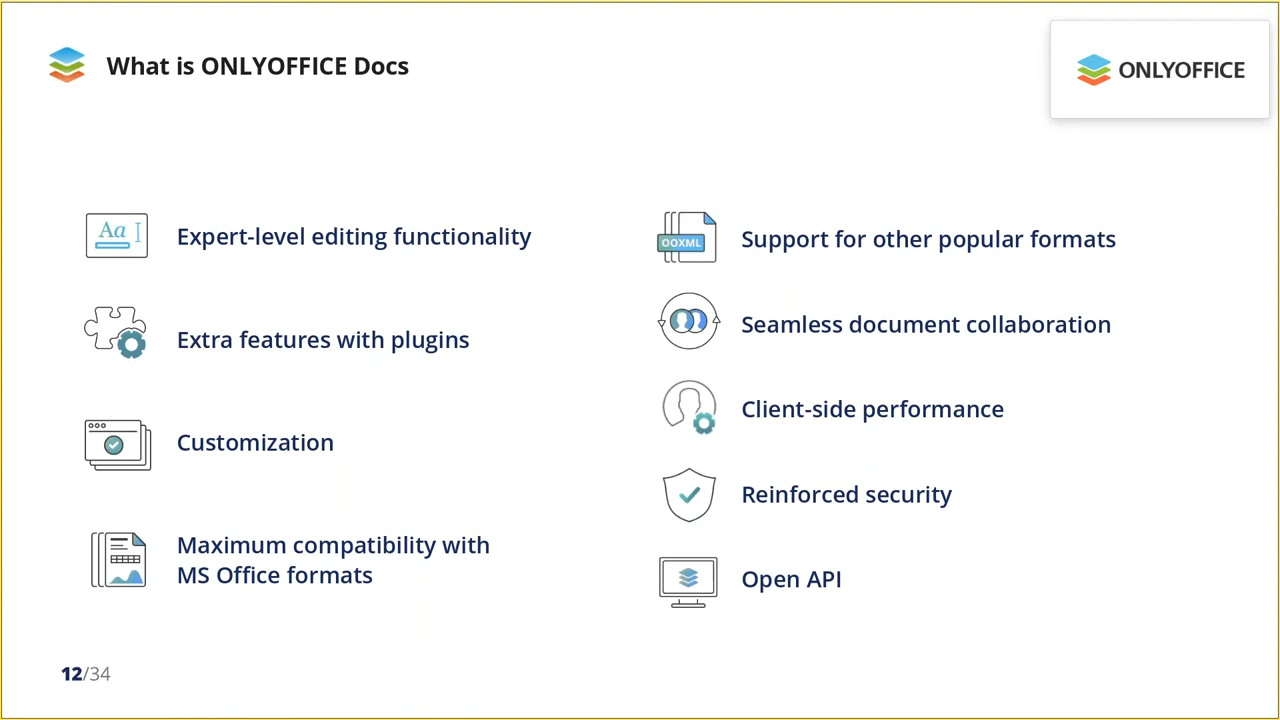 What is ONLYOFFICE Docs
ONLYOFFICE
Aa
Expert-level editing functionality
Extra features with plugins
Customization
Maximum compatibility with
MS Office formats
OOXML
Support for other popular formats
Seamless document collaboration
Client-side performance
Reinforced security
Open API
12/34